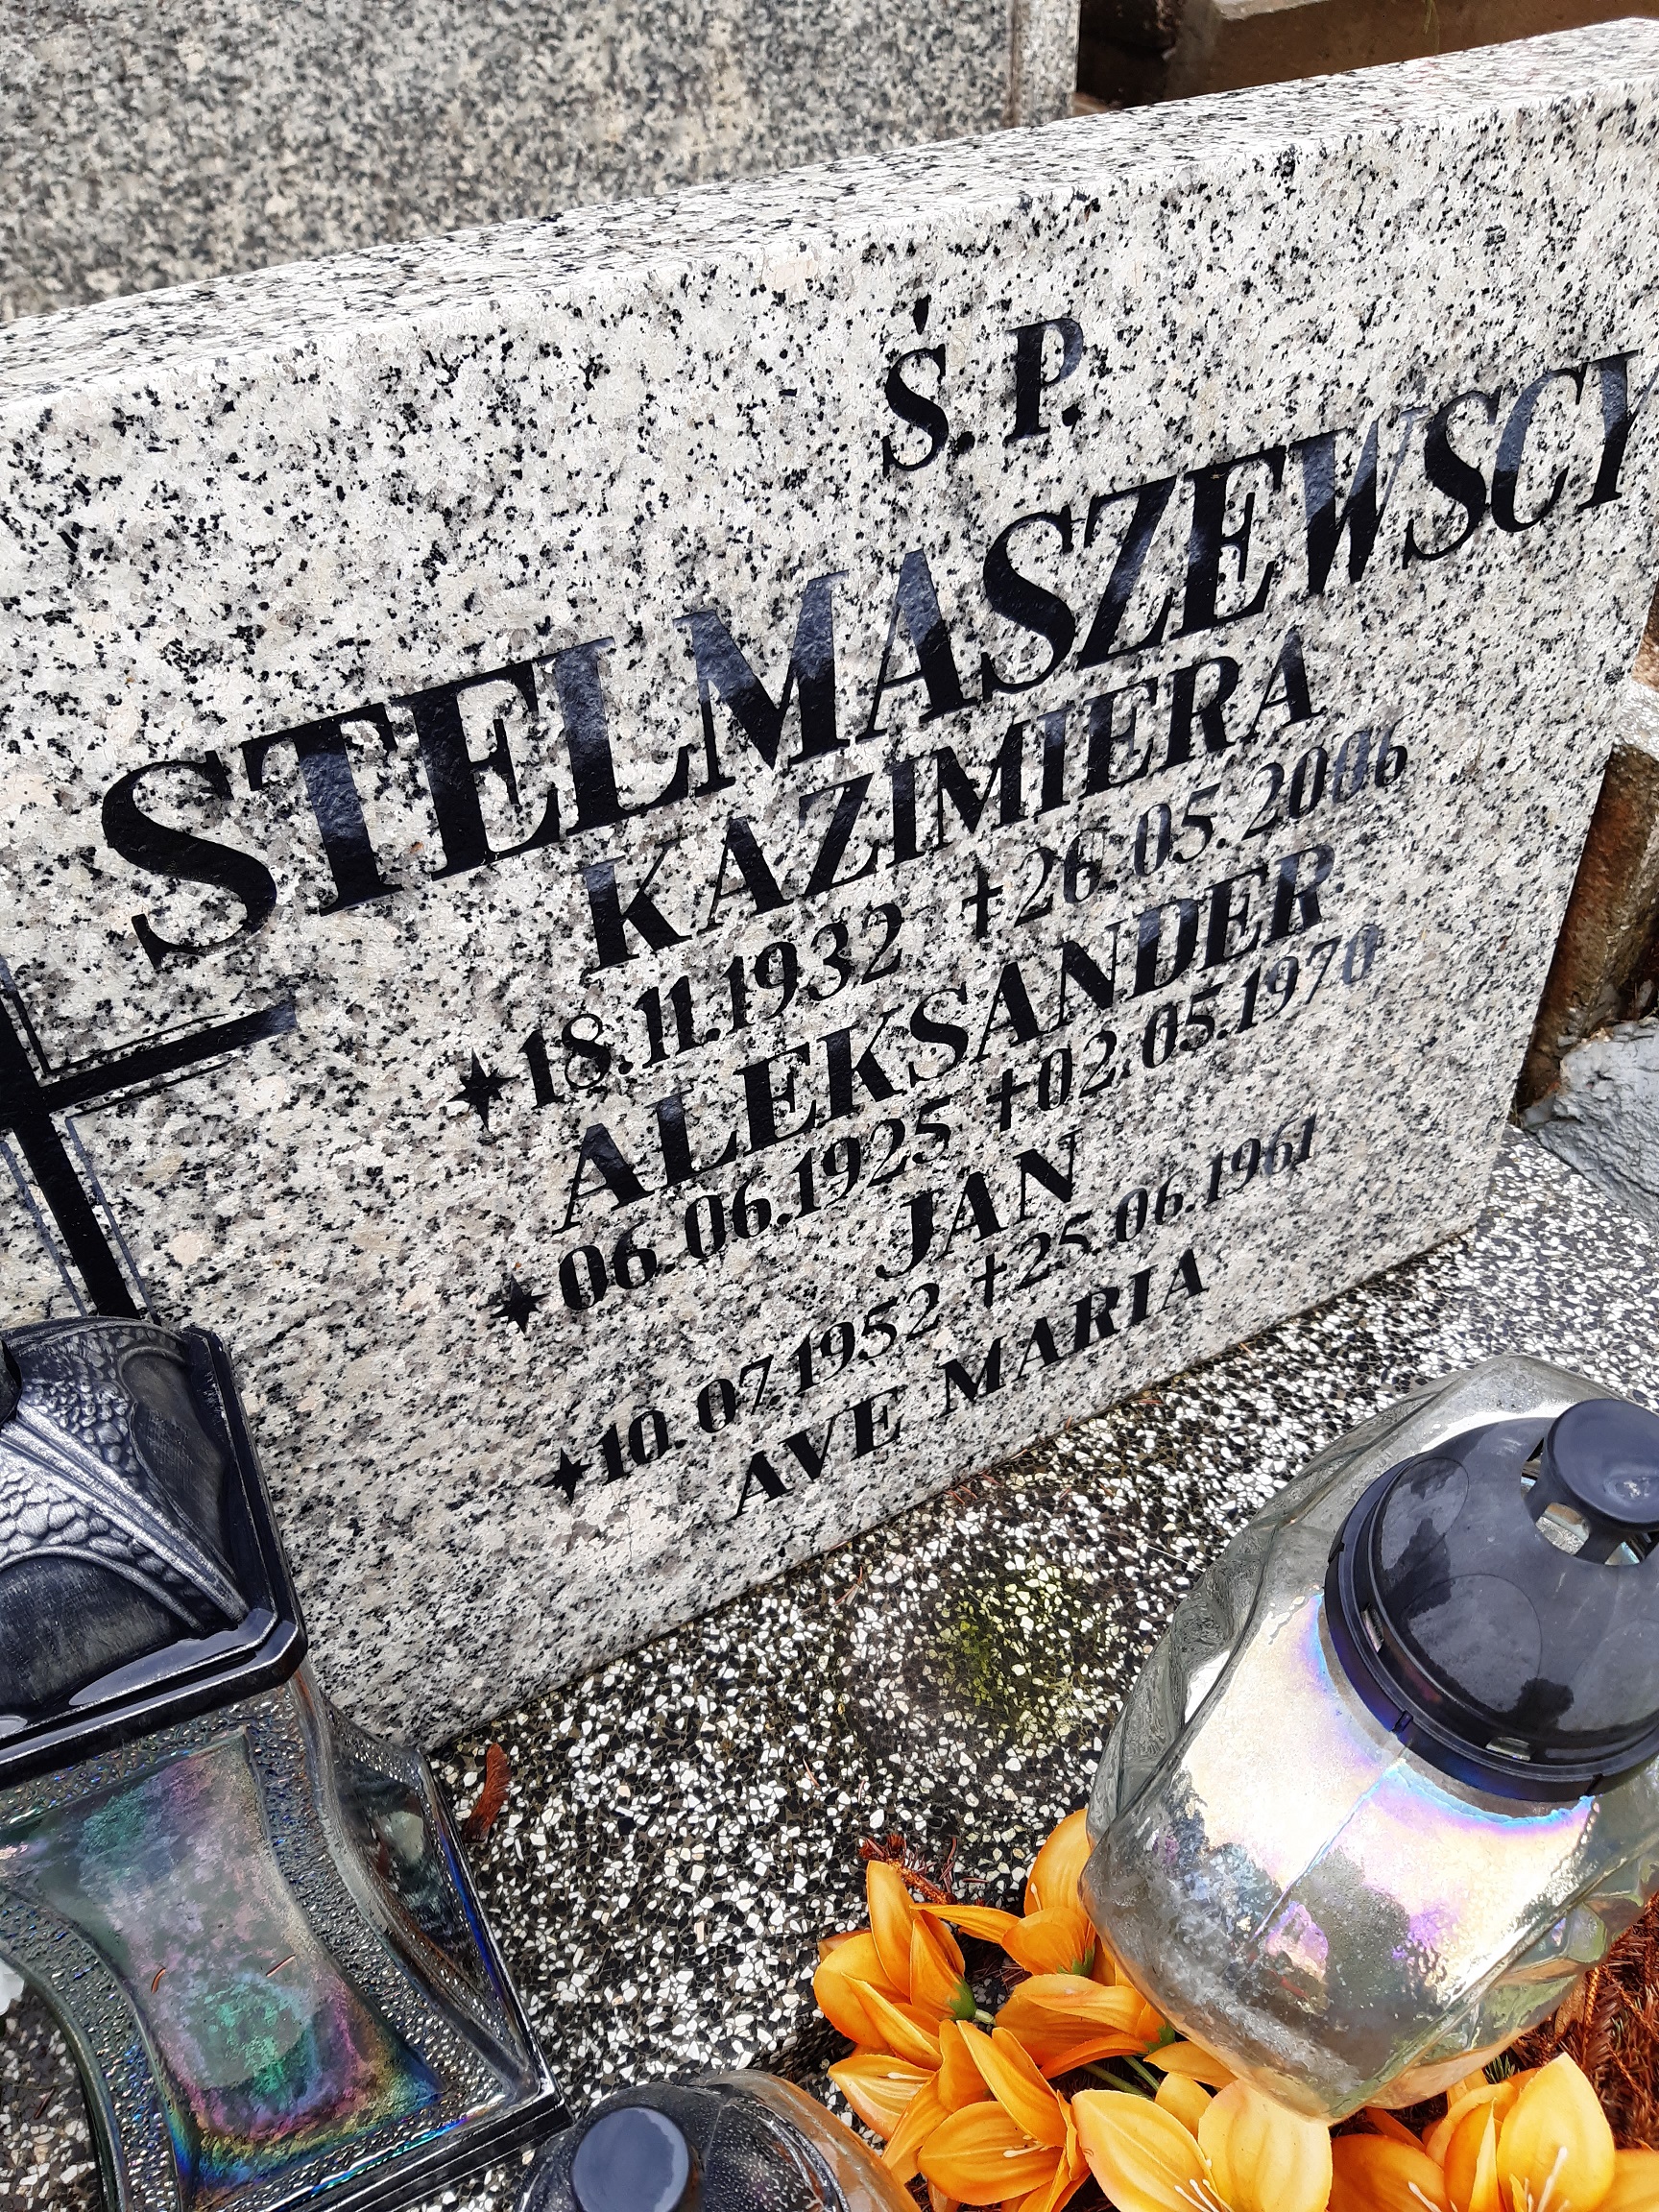 Ś.P.
STELMASZEWSCY
KAZIMIERA
18.11.1932 +26.05.2006
ALEKSANDER
06.06.1925 +02.05.1970
JAN
10.07.1952 +25.06.1961
AVE MARIA